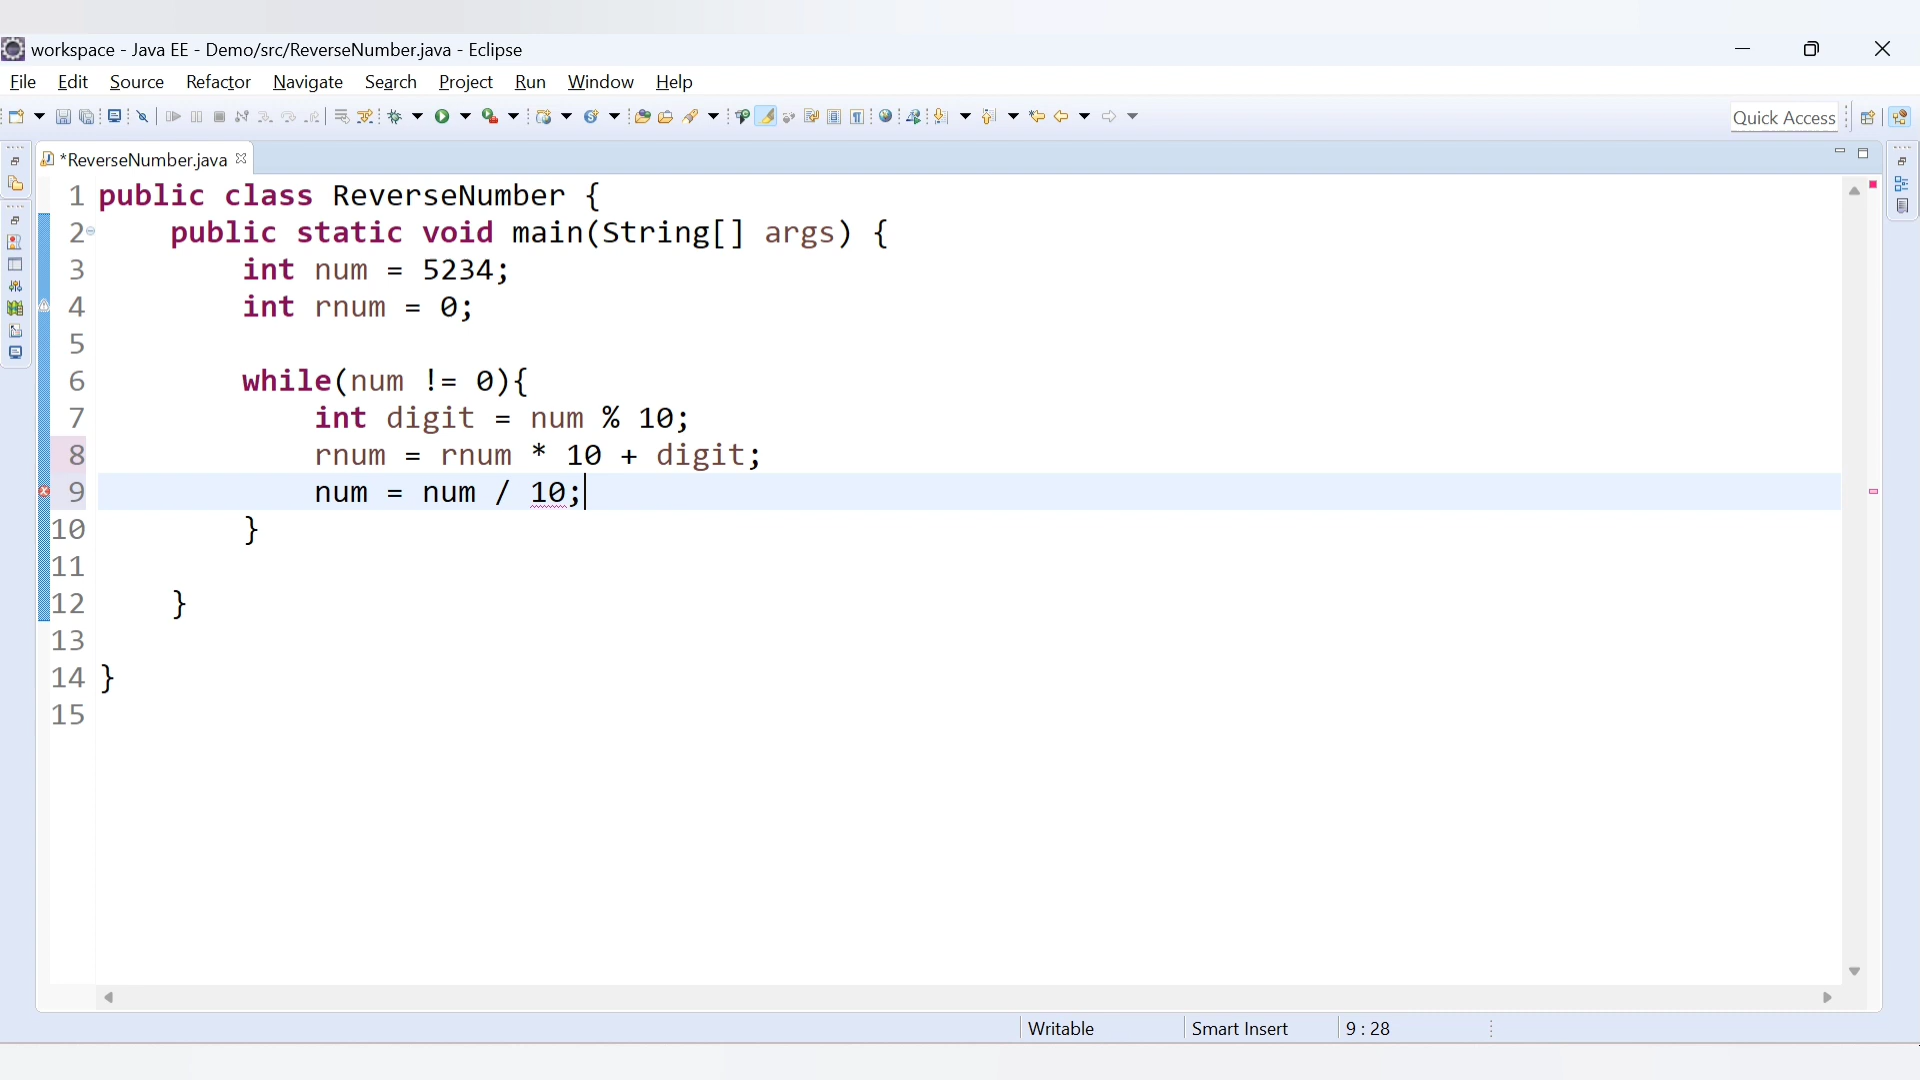 workspace - Java EE - Demo/src/ReverseNumber.java - Eclipse
File Edit Source Refactor Navigate Search Project Run Window Help
Quick Access
*ReverseNumber.java
1 public class ReverseNumber {
2     public static void main(String[] args) {
3         int num = 5234;
4         int rnum = 0;
5
6         while(num != 0){
7             int digit = num % 10;
8             rnum = rnum * 10 + digit;
9             num = num / 10;
10         }
11
12     }
13
14 }
15
Writable Smart Insert 9 : 28